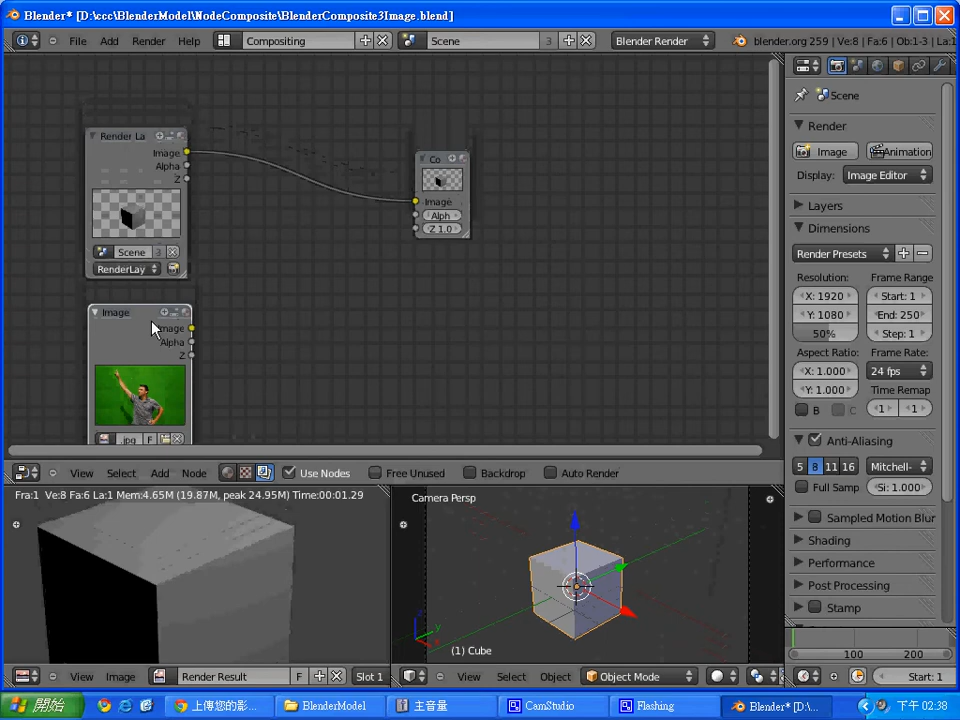 Blender* [D:\ccc\BlenderModel\NodeComposite\BlenderComposite3Image.blend]
File Add Render Help Compositing Scene 3 Blender Render blender.org 259 | Ve:8 | Fa:6 | Ob:1-3 | La:1
Render La
Image
Alpha
Z
Scene 3
RenderLay
Co
Image
Alph
Z 1.0
Image
Image
Alpha
Z
.jpg F
View Select Add Node Use Nodes Free Unused Backdrop Auto Render
Fra:1 Ve:8 Fa:6 La:1 Mem:4.65M (19.87M, peak 24.95M) Time:00:01.29
View Image Render Result F Slot 1
Camera Persp
(1) Cube
View Select Object Object Mode
Scene
Render
Image Animation
Display: Image Editor
Layers
Dimensions
Render Presets
Resolution: Frame Range
X: 1920 Start: 1
Y: 1080 End: 250
50% Step: 1
Aspect Ratio: Frame Rate:
X: 1.000 24 fps
Y: 1.000 Time Remap
B C 1 1
Anti-Aliasing
5 8 11 16 Mitchell-
Full Samp Si: 1.000
Sampled Motion Blur
Shading
Performance
Post Processing
Stamp
100 200
Start: 1
開始 上傳您的影... BlenderModel 主音量 CamStudio Flashing Blender* [D:\... 下午 02:38